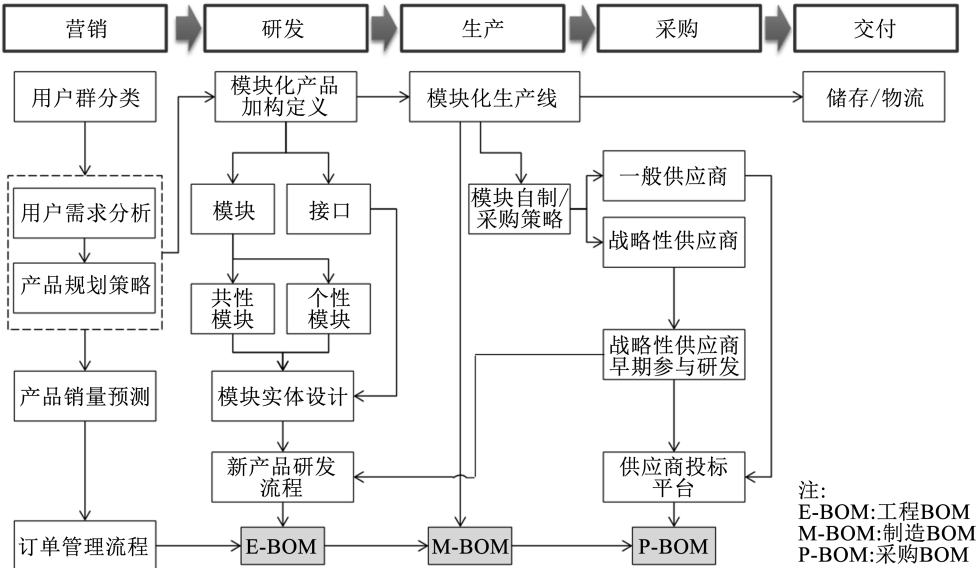 营销
研发
生产
采购
交付
用户群分类
模块化产品
加构定义
模块化生产线
储存/物流
用户需求分析
产品规划策略
模块
接口
模块自制/
采购策略
一般供应商
战略性供应商
共性
模块
个性
模块
战略性供应商
早期参与研发
产品销量预测
模块实体设计
新产品研发
流程
供应商投标
平台
订单管理流程
E-BOM
M-BOM
P-BOM
注:
E-BOM:工程BOM
M-BOM:制造BOM
P-BOM:采购BOM